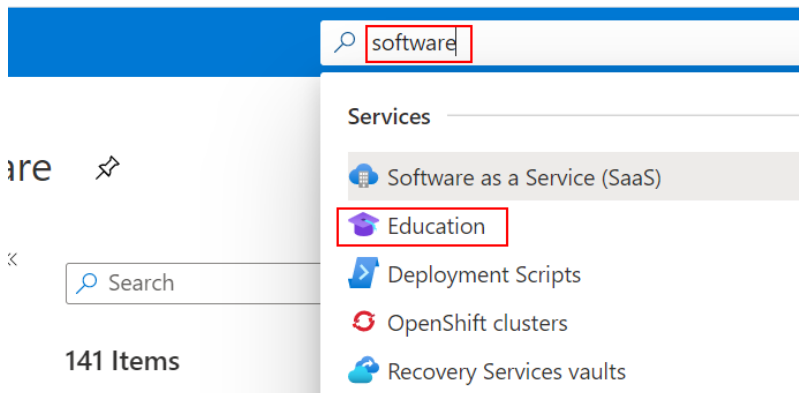 software
Services
are
Software as a Service (SaaS)
Education
Deployment Scripts
Search
OpenShift clusters
141 Items
Recovery Services vaults